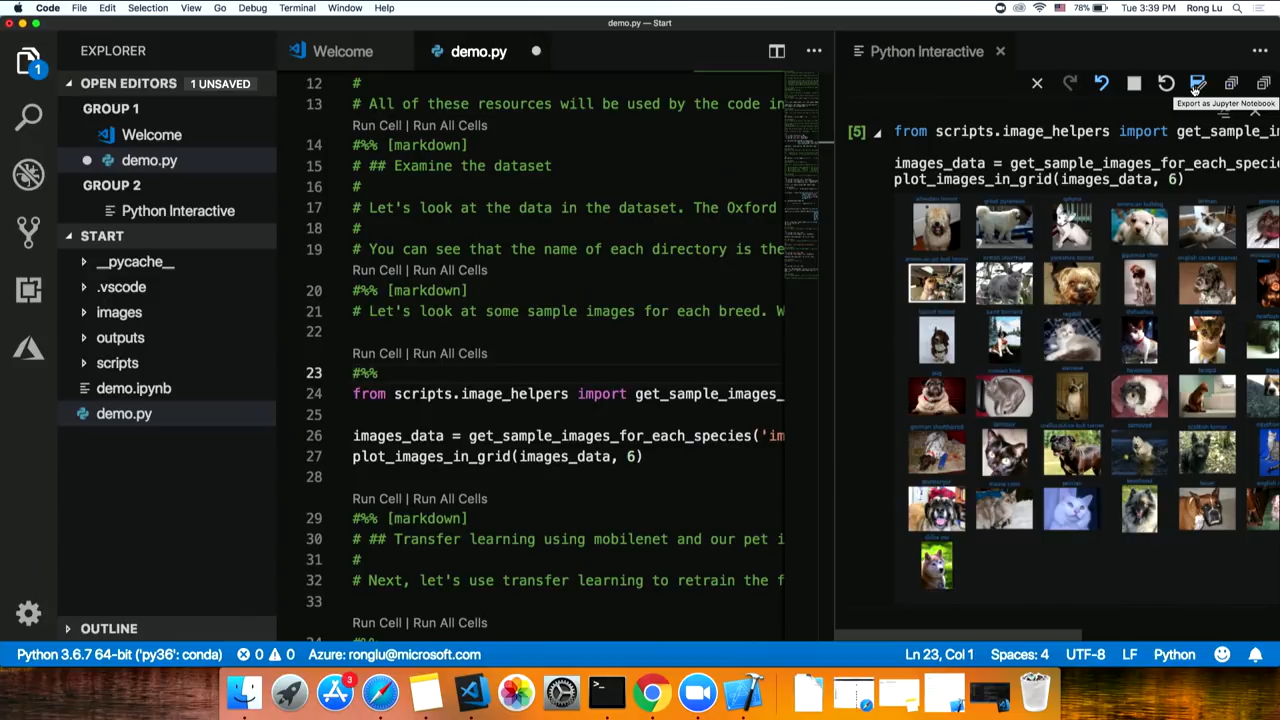 Code File Edit Selection View Go Debug Terminal Window Help 78% Tue 3:39 PM Rong Lu
demo.py — Start
EXPLORER
OPEN EDITORS 1 UNSAVED
GROUP 1
Welcome
demo.py
GROUP 2
Python Interactive
__pycache__
.vscode
images
outputs
scripts
demo.ipynb
demo.py
OUTLINE
1
Welcome demo.py
12 #
13 # All of these resources will be used by the code in
Run Cell | Run All Cells
14 #%% [markdown]
15 # ## Examine the dataset
16 #
17 # Let's look at the data in the dataset. The Oxford
18 #
19 # You can see that the name of each directory is the
Run Cell | Run All Cells
20 #%% [markdown]
21 # Let's look at some sample images for each breed. W
22
Run Cell | Run All Cells
23 #%%
24 from scripts.image_helpers import get_sample_images_
25
26 images_data = get_sample_images_for_each_species('im
27 plot_images_in_grid(images_data, 6)
28
Run Cell | Run All Cells
29 #%% [markdown]
30 # ## Transfer learning using mobilenet and our pet i
31 #
32 # Next, let's use transfer learning to retrain the f
33
Run Cell | Run All Cells
Python Interactive
Export as Jupyter Notebook
[5] from scripts.image_helpers import get_sample_i
images_data = get_sample_images_for_each_specie
plot_images_in_grid(images_data, 6)
Python 3.6.7 64-bit ('py36': conda) 0 0 Azure: ronglu@microsoft.com Ln 23, Col 1 Spaces: 4 UTF-8 LF Python
3